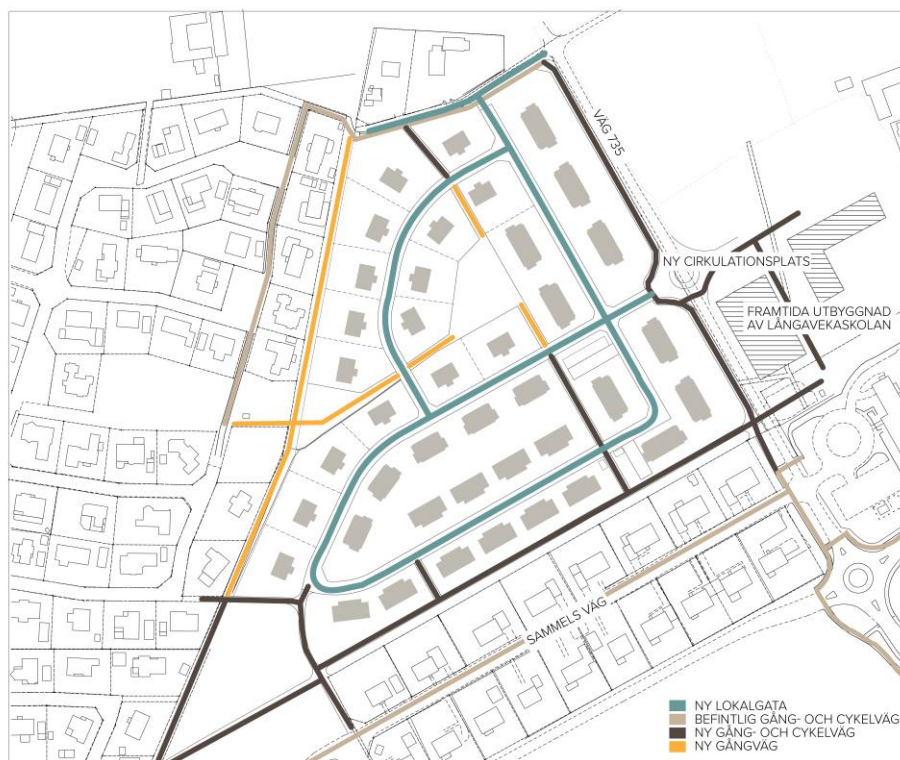 VÄG 735
NY CIRKULATIONSPLATS
FRAMTIDA UTBYGGNAD
AV LÅNGAVEKASKOLAN
SAMMELS VÄG
NY LOKALGATA
BEFINTLIG GÅNG- OCH CYKELVÄG
NY GÅNG- OCH CYKELVÄG
NY GÅNGVÄG